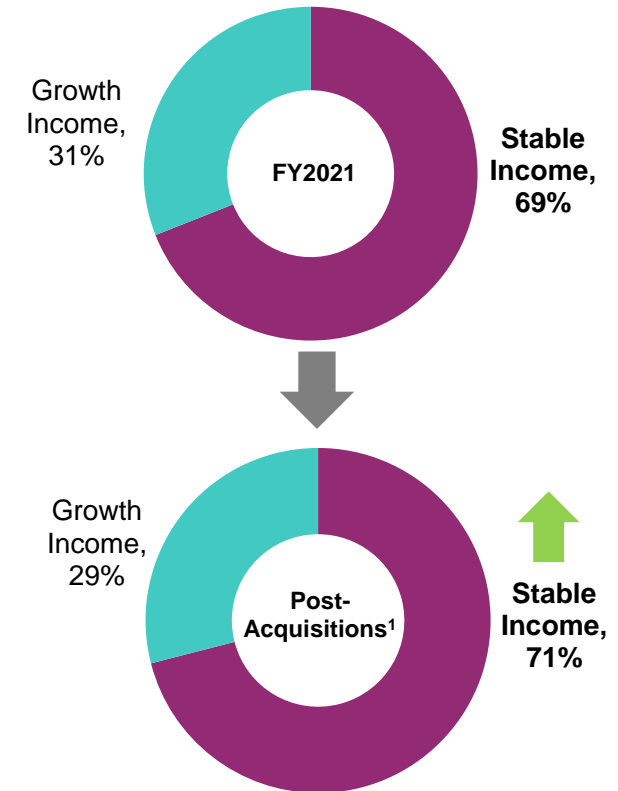 Growth
Income,
31%
FY2021
Stable
Income,
69%
Growth
Income,
29%
Post-
Acquisitions¹
Stable
Income,
71%